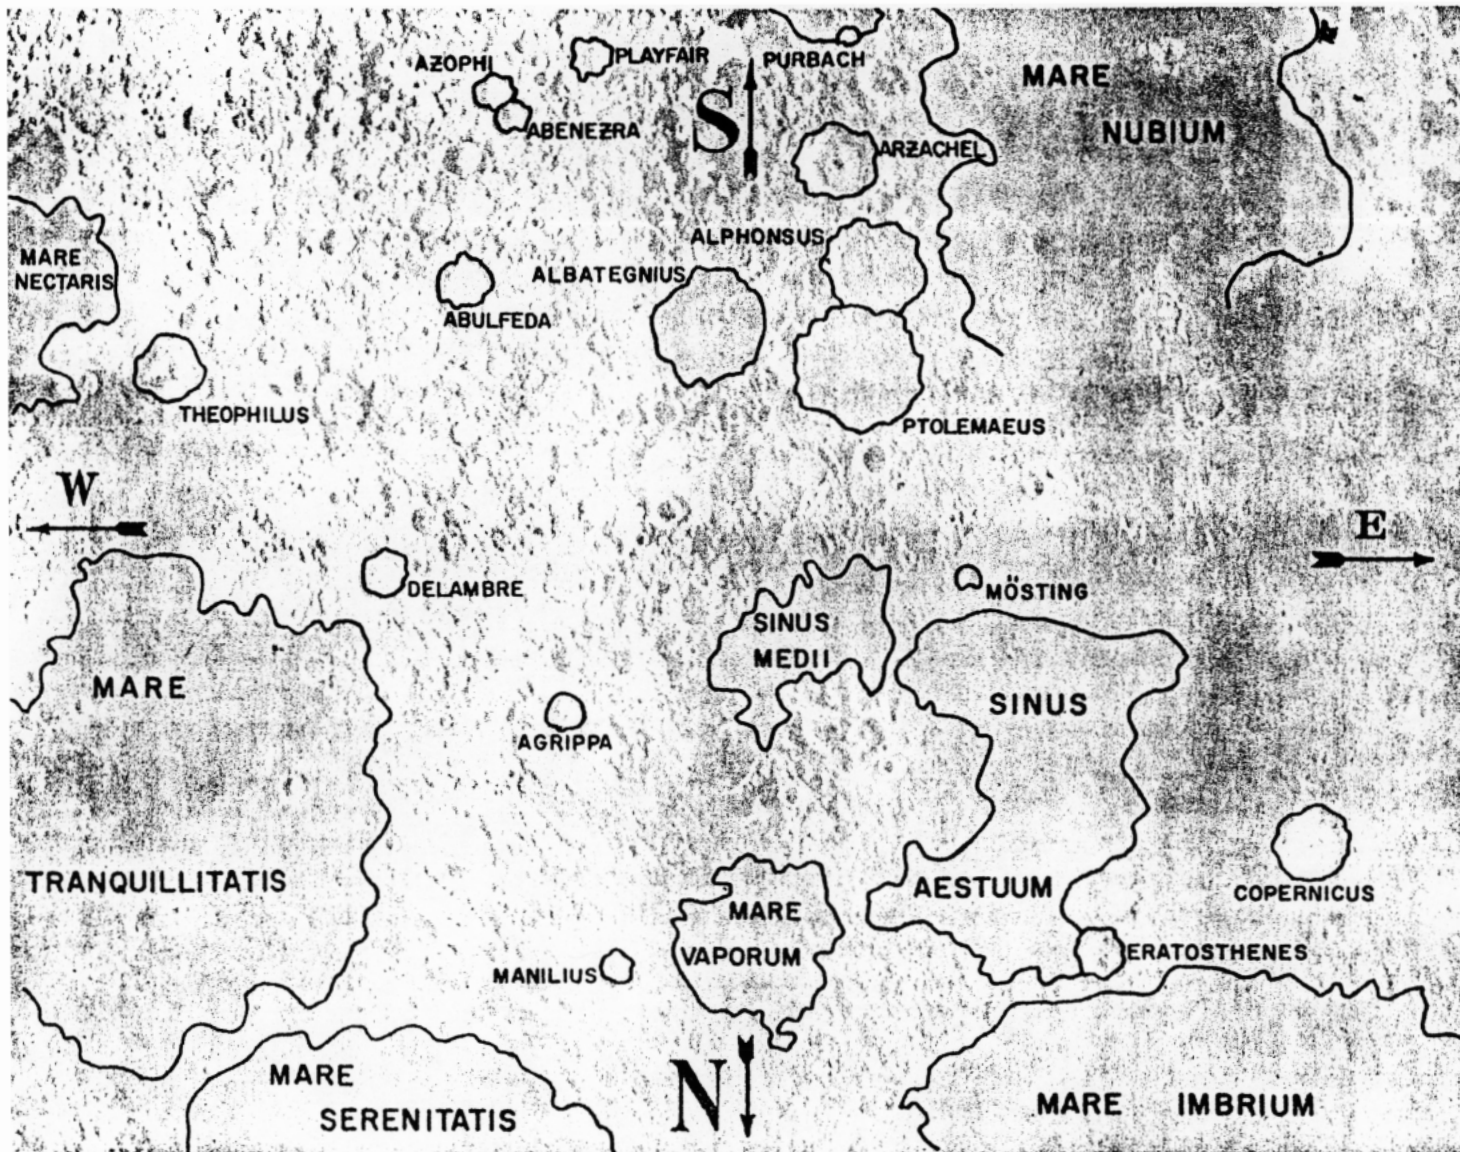 AZOPHI
PLAYFAIR
PURBACH
MARE
NUBIUM
ABENEZRA
S
ARZACHEL
MARE
NECTARIS
ALPHONSUS
ALBATEGNIUS
ABULFEDA
THEOPHILUS
PTOLEMAEUS
W
E
DELAMBRE
MÖSTING
SINUS
MEDII
MARE
TRANQUILLITATIS
AGRIPPA
SINUS
AESTUUM
COPERNICUS
MARE
VAPORUM
MANILIUS
ERATOSTHENES
MARE
SERENITATIS
N
MARE IMBRIUM